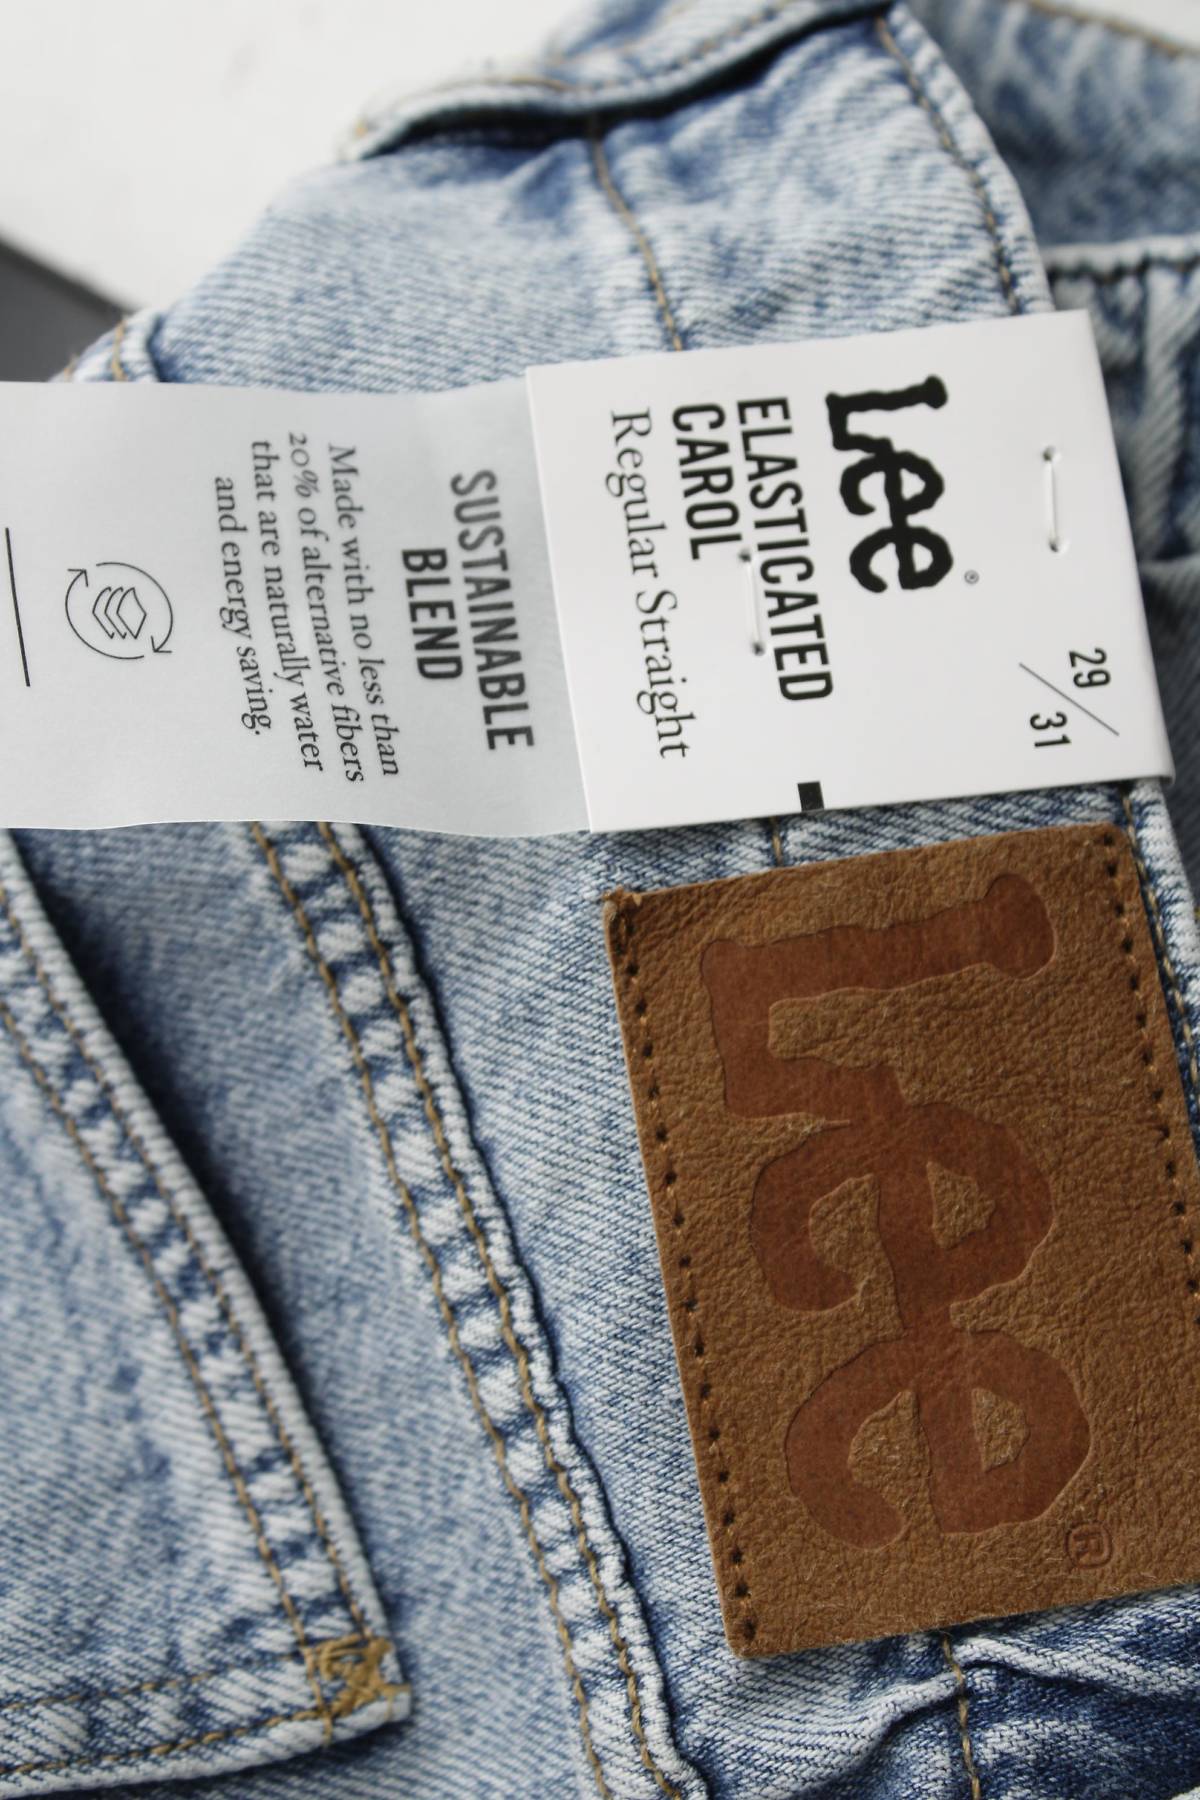 29
31
Lee®
ELASTICATED
CAROL
Regular Straight
SUSTAINABLE
BLEND
Made with no less than
20% of alternative fibers
that are naturally water
and energy saving.
Lee®